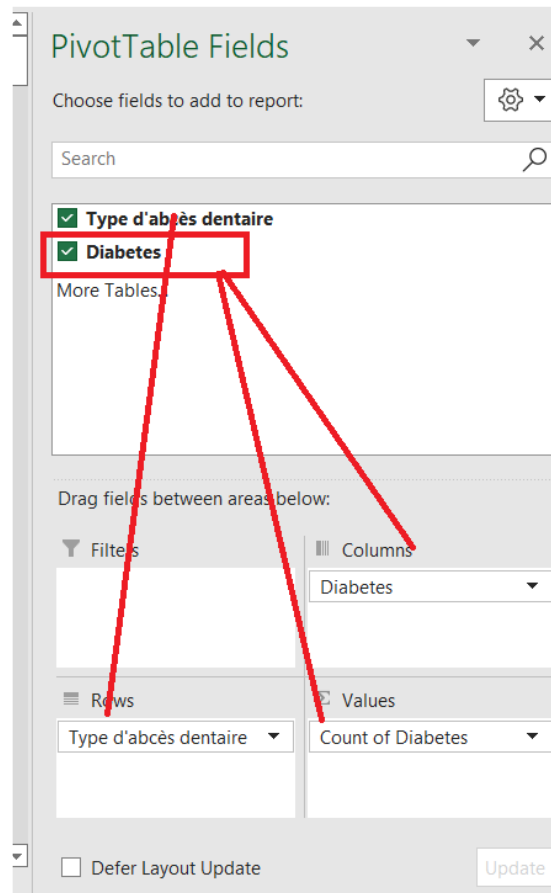 PivotTable Fields
Choose fields to add to report:
Search
Type d'abcès dentaire
Diabetes
More Tables...
Drag fields between areas below:
Filters
Columns
Diabetes
Rows
Values
Type d'abcès dentaire
Count of Diabetes
Defer Layout Update
Update